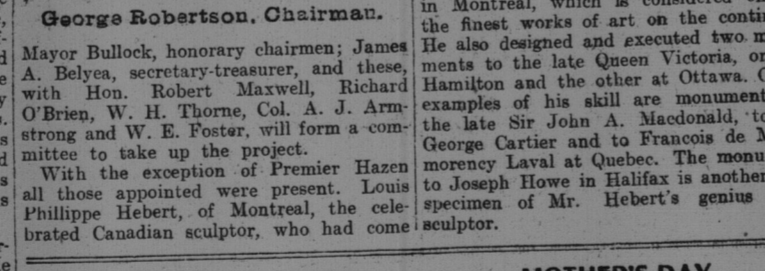 George Robertson, Chairman.
Mayor Bullock, honorary chairmen; James
A. Belyea, secretary-treasurer, and these,
with Hon. Robert Maxwell, Richard
O'Brien, W. H. Thorne, Col. A. J. Arm-
strong and W. E. Foster, will form a com-
mittee to take up the project.
With the exception of Premier Hazen
all those appointed were present. Louis
Phillippe Hebert, of Montreal, the cele-
brated Canadian sculptor, who had come
in Montreal, which is
the finest works of art on the conti
He also designed and executed two m
ments to the late Queen Victoria, on
Hamilton and the other at Ottawa.
examples of his skill are monument
the late Sir John A. Macdonald, to
George Cartier and to Francois de M
morency Laval at Quebec. The monu
to Joseph Howe in Halifax is another
specimen of Mr. Hebert's genius
sculptor.
MOTHER'S DAY